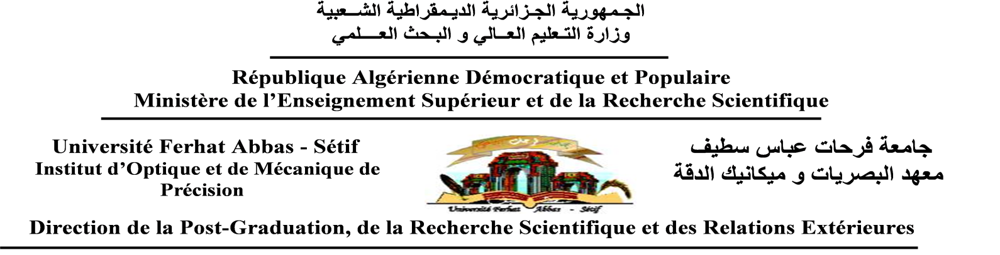 الجـمهورية الجـزائرية الديـمقراطية الشــعبية
وزارة التـعليم العــالي و البـحث العــــلمي
République Algérienne Démocratique et Populaire
Ministère de l’Enseignement Supérieur et de la Recherche Scientifique
Université Ferhat Abbas - Sétif
Institut d’Optique et de Mécanique de
Précision
جامعة فرحات عباس سطيف
معهد البصريات و ميكانيك الدقة
Université Ferhat Abbas - Sétif
Direction de la Post-Graduation, de la Recherche Scientifique et des Relations Extérieures